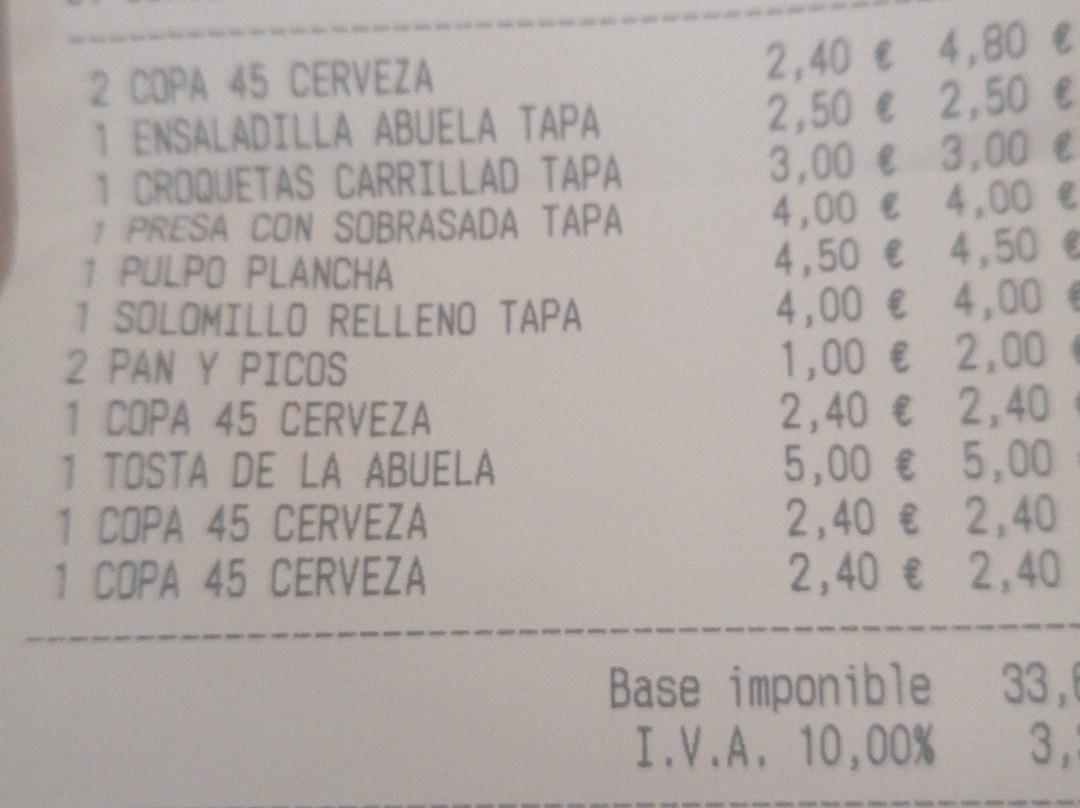 2 COPA 45 CERVEZA 2,40 € 4,80 €
1 ENSALADILLA ABUELA TAPA 2,50 € 2,50 €
1 CROQUETAS CARRILLAD TAPA 3,00 € 3,00 €
1 PRESA CON SOBRASADA TAPA 4,00 € 4,00 €
1 PULPO PLANCHA 4,50 € 4,50 €
1 SOLOMILLO RELLENO TAPA 4,00 € 4,00 €
2 PAN Y PICOS 1,00 € 2,00 €
1 COPA 45 CERVEZA 2,40 € 2,40 €
1 TOSTA DE LA ABUELA 5,00 € 5,00
1 COPA 45 CERVEZA 2,40 € 2,40
1 COPA 45 CERVEZA 2,40 € 2,40
Base imponible 33,
I.V.A. 10,00% 3,